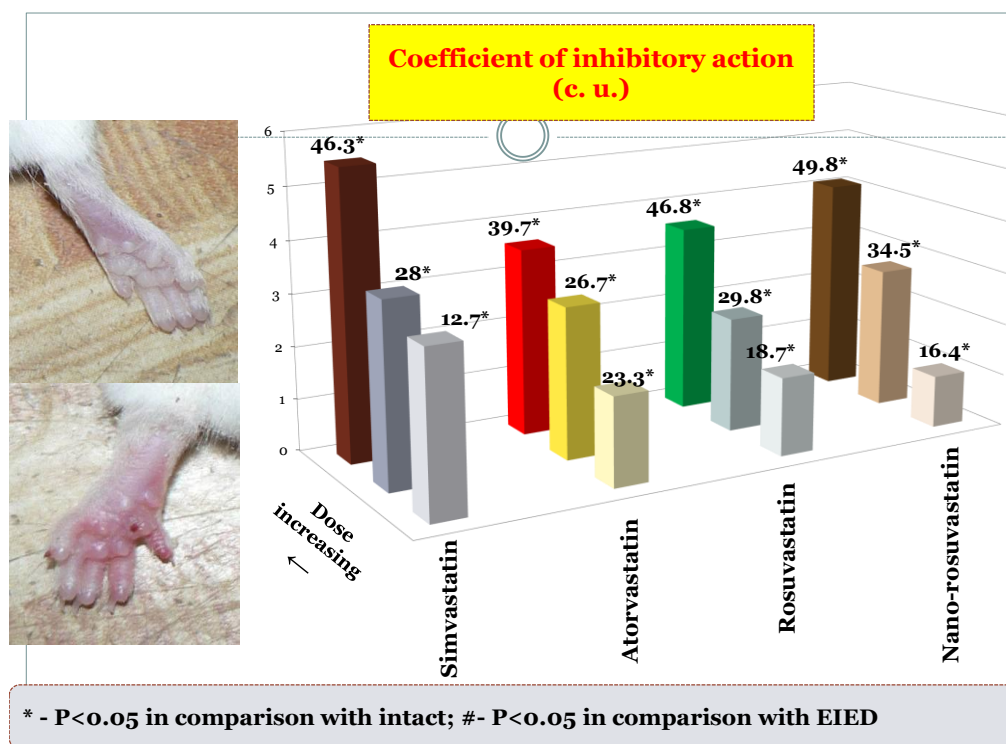 Coefficient of inhibitory action
(c. u.)
6
5
4
3
2
1
0
46.3*
28*
12.7*
39.7*
26.7*
23.3*
46.8*
29.8*
18.7*
49.8*
34.5*
16.4*
Dose
increasing
←
Simvastatin
Atorvastatin
Rosuvastatin
Nano-rosuvastatin
* - P<0.05 in comparison with intact; #- P<0.05 in comparison with EIED